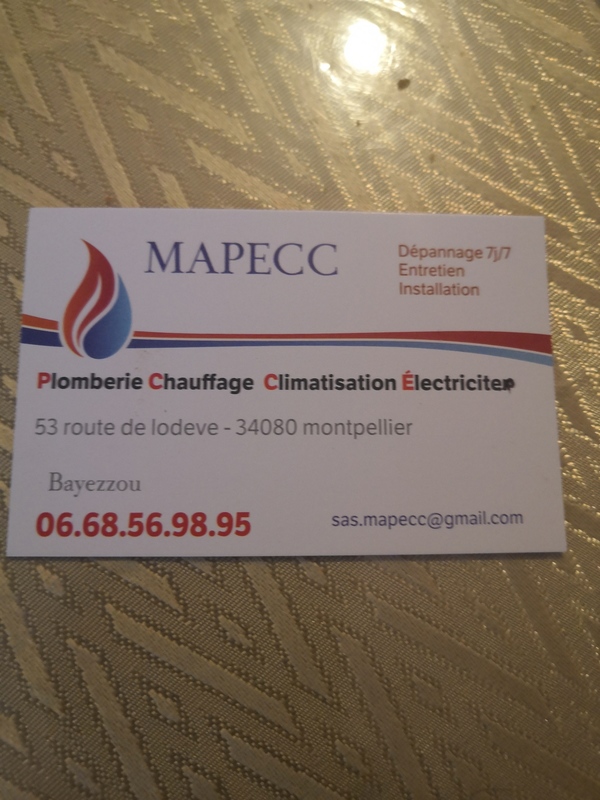 MAPECC
Dépannage 7j/7
Entretien
Installation
Plomberie Chauffage Climatisation Électricite
53 route de lodeve - 34080 montpellier
Bayezzou
06.68.56.98.95
sas.mapecc@gmail.com